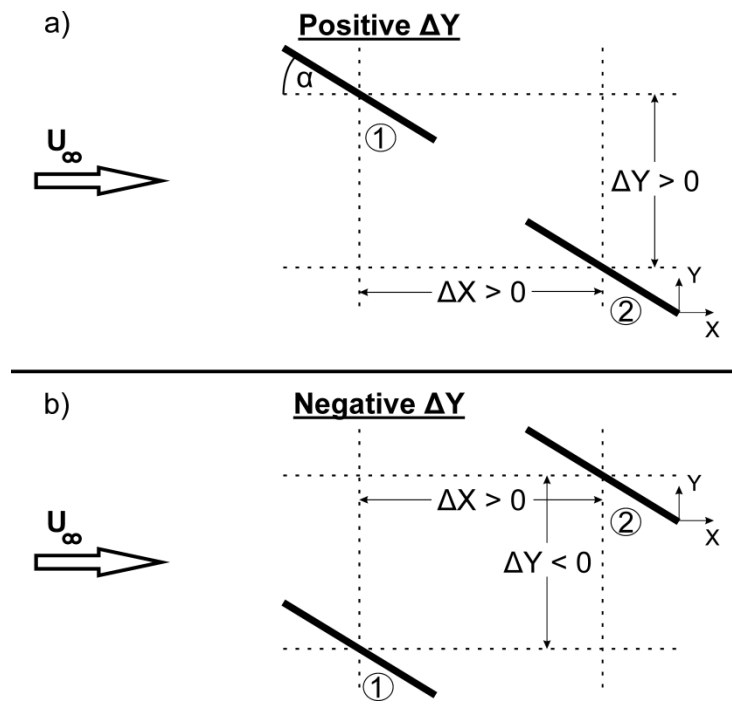 a)
Positive ΔY
α
①
U∞
ΔY > 0
ΔX > 0
②
Y
X
b)
Negative ΔY
U∞
ΔX > 0
②
Y
X
ΔY < 0
①